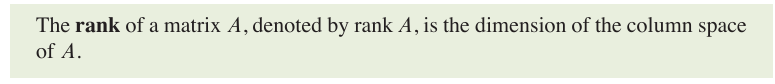 The rank of a matrix A, denoted by rank A, is the dimension of the column space
of A.